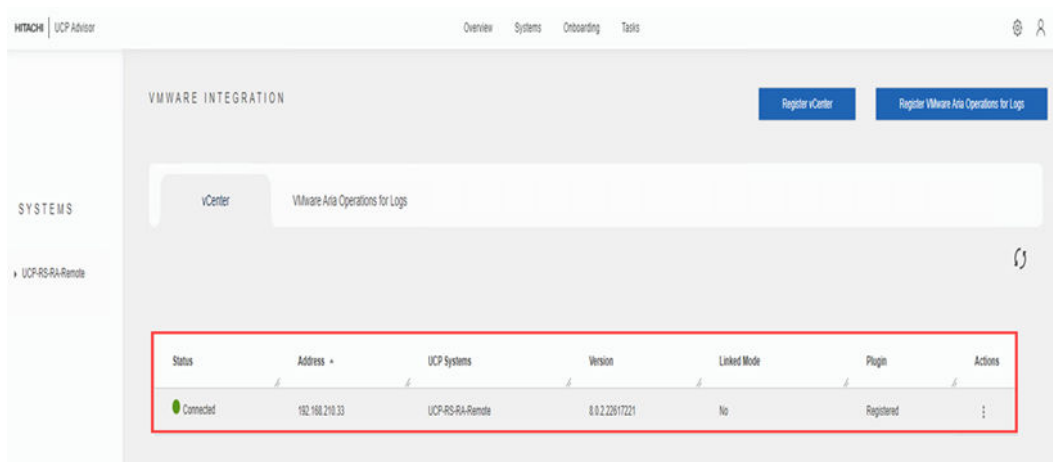 HITACHI UCP Advisor Overview Systems Onboarding Tasks
VMWARE INTEGRATION Register vCenter Register VMware Aria Operations for Logs
SYSTEMS vCenter VMware Aria Operations for Logs
UCP-RS-RA-Remote
Status Address UCP Systems Version Linked Mode Plugin Actions
Connected 192.168.210.33 UCP-RS-RA-Remote 8.0.2.22617221 No Registered